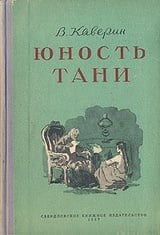 В. Каверин
ЮНОСТЬ
ТАНИ
СВЕРДЛОВСКОЕ КНИЖНОЕ ИЗДАТЕЛЬСТВО